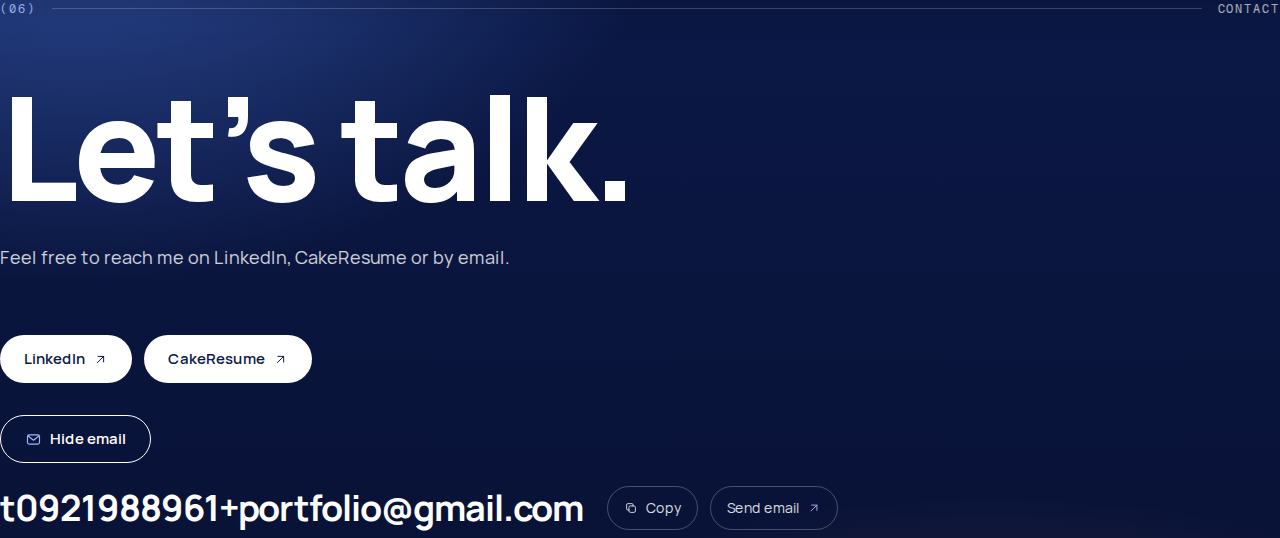 (06)
CONTACT
Let’s talk.
Feel free to reach me on LinkedIn, CakeResume or by email.
LinkedIn
CakeResume
Hide email
t0921988961+portfolio@gmail.com
Copy
Send email